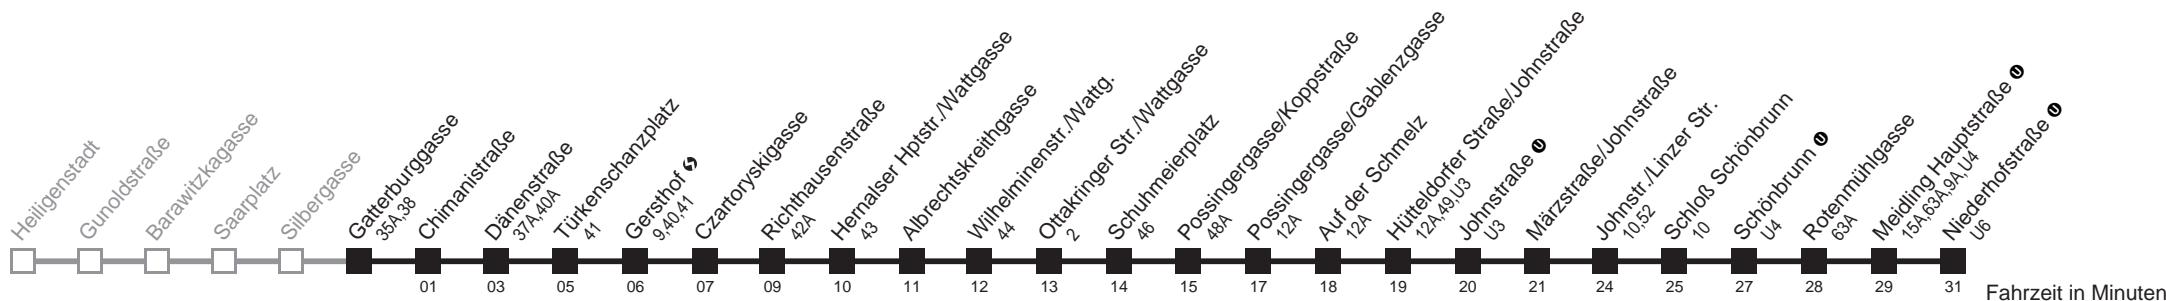 Heiligenstadt
Gunoldstraße
Barawitzkagasse
Saarplatz
Silbergasse
Gatterburggasse
35A,38
Chimanistraße
Dänenstraße
37A,40A
Türkenschanzplatz
41
Gersthof S
9,40,41
Czartoryskigasse
Richthausenstraße
42A
Hernalser Hptstr./Wattgasse
43
Albrechtskreithgasse
Wilhelminenstr./Wattg.
44
Ottakringer Str./Wattgasse
2
Schuhmeierplatz
46
Possingergasse/Koppstraße
48A
Possingergasse/Gablenzgasse
12A
Auf der Schmelz
12A
Hütteldorfer Straße/Johnstraße
12A,49,U3
Johnstraße U
U3
Märzstraße/Johnstraße
Johnstr./Linzer Str.
10,52
Schloß Schönbrunn
10
Schönbrunn U
U4
Rotenmühlgasse
63A
Meidling Hauptstraße U
15A,63A,9A,U4
Niederhofstraße U
U6
01 03 05 06 07 09 10 11 12 13 14 15 17 18 19 20 21 24 25 27 28 29 31
Fahrzeit in Minuten